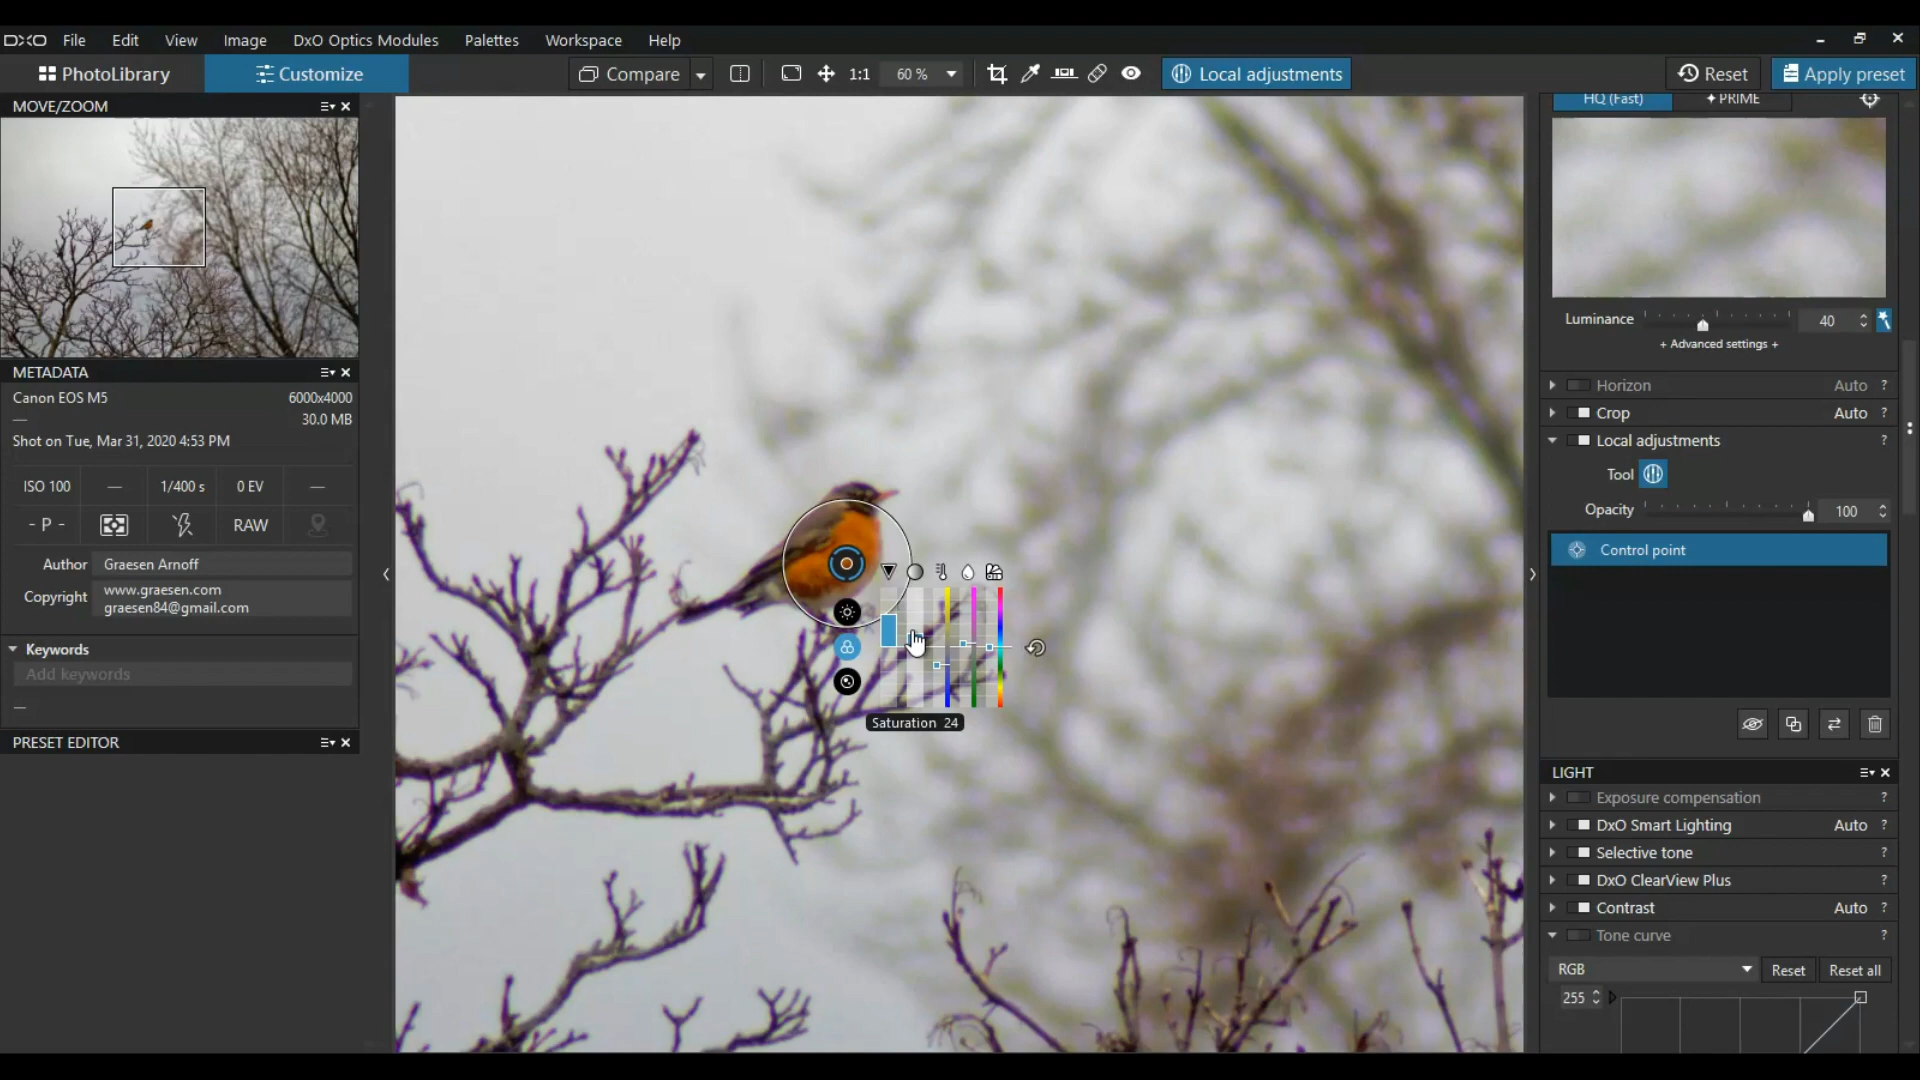 DXO File Edit View Image DxO Optics Modules Palettes Workspace Help
PhotoLibrary Customize Compare 1:1 60 % Local adjustments Reset Apply preset
MOVE/ZOOM
METADATA
Canon EOS M5 6000x4000
— 30.0 MB
Shot on Tue, Mar 31, 2020 4:53 PM
ISO 100 — 1/400 s 0 EV —
- P - RAW
Author Graesen Arnoff
Copyright www.graesen.com
graesen84@gmail.com
Keywords
Add keywords
—
PRESET EDITOR
Saturation 24
HQ (Fast) PRIME
Luminance 40
+ Advanced settings +
Horizon Auto ?
Crop Auto ?
Local adjustments ?
Tool
Opacity 100
Control point
LIGHT
Exposure compensation ?
DxO Smart Lighting Auto ?
Selective tone ?
DxO ClearView Plus ?
Contrast Auto ?
Tone curve ?
RGB Reset Reset all
255